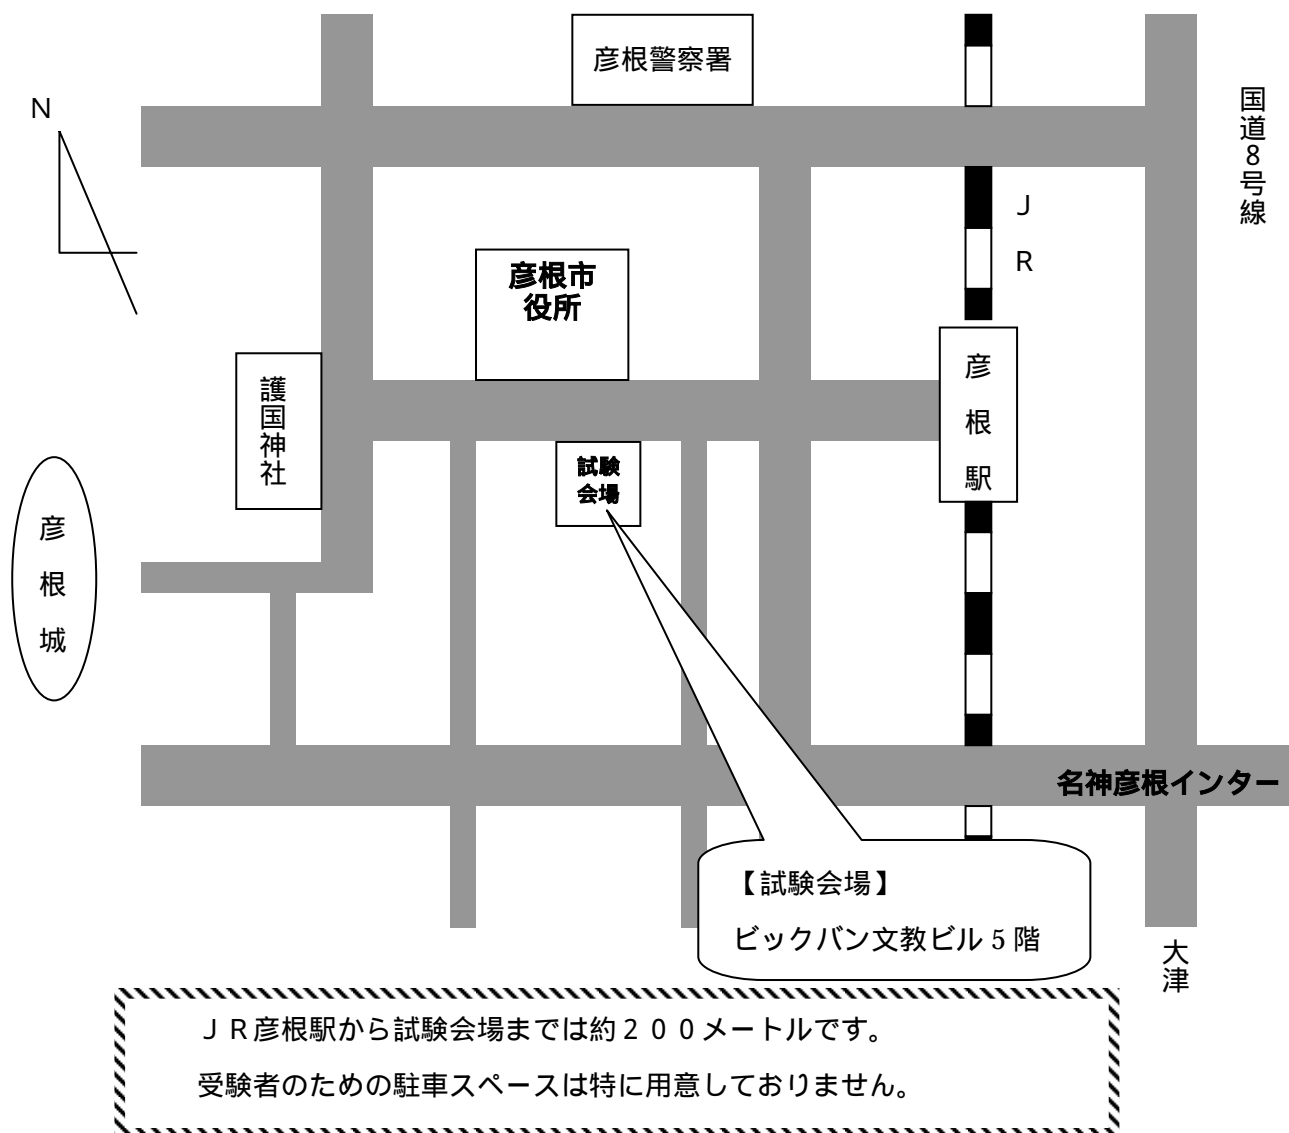 彦根警察署
N
国道8号線
JR
彦根市
役所
彦根駅
護国神社
試験
会場
彦根城
名神彦根インター
【試験会場】
ビックバン文教ビル5階
大津
JR彦根駅から試験会場までは約200メートルです。
受験者のための駐車スペースは特に用意しておりません。